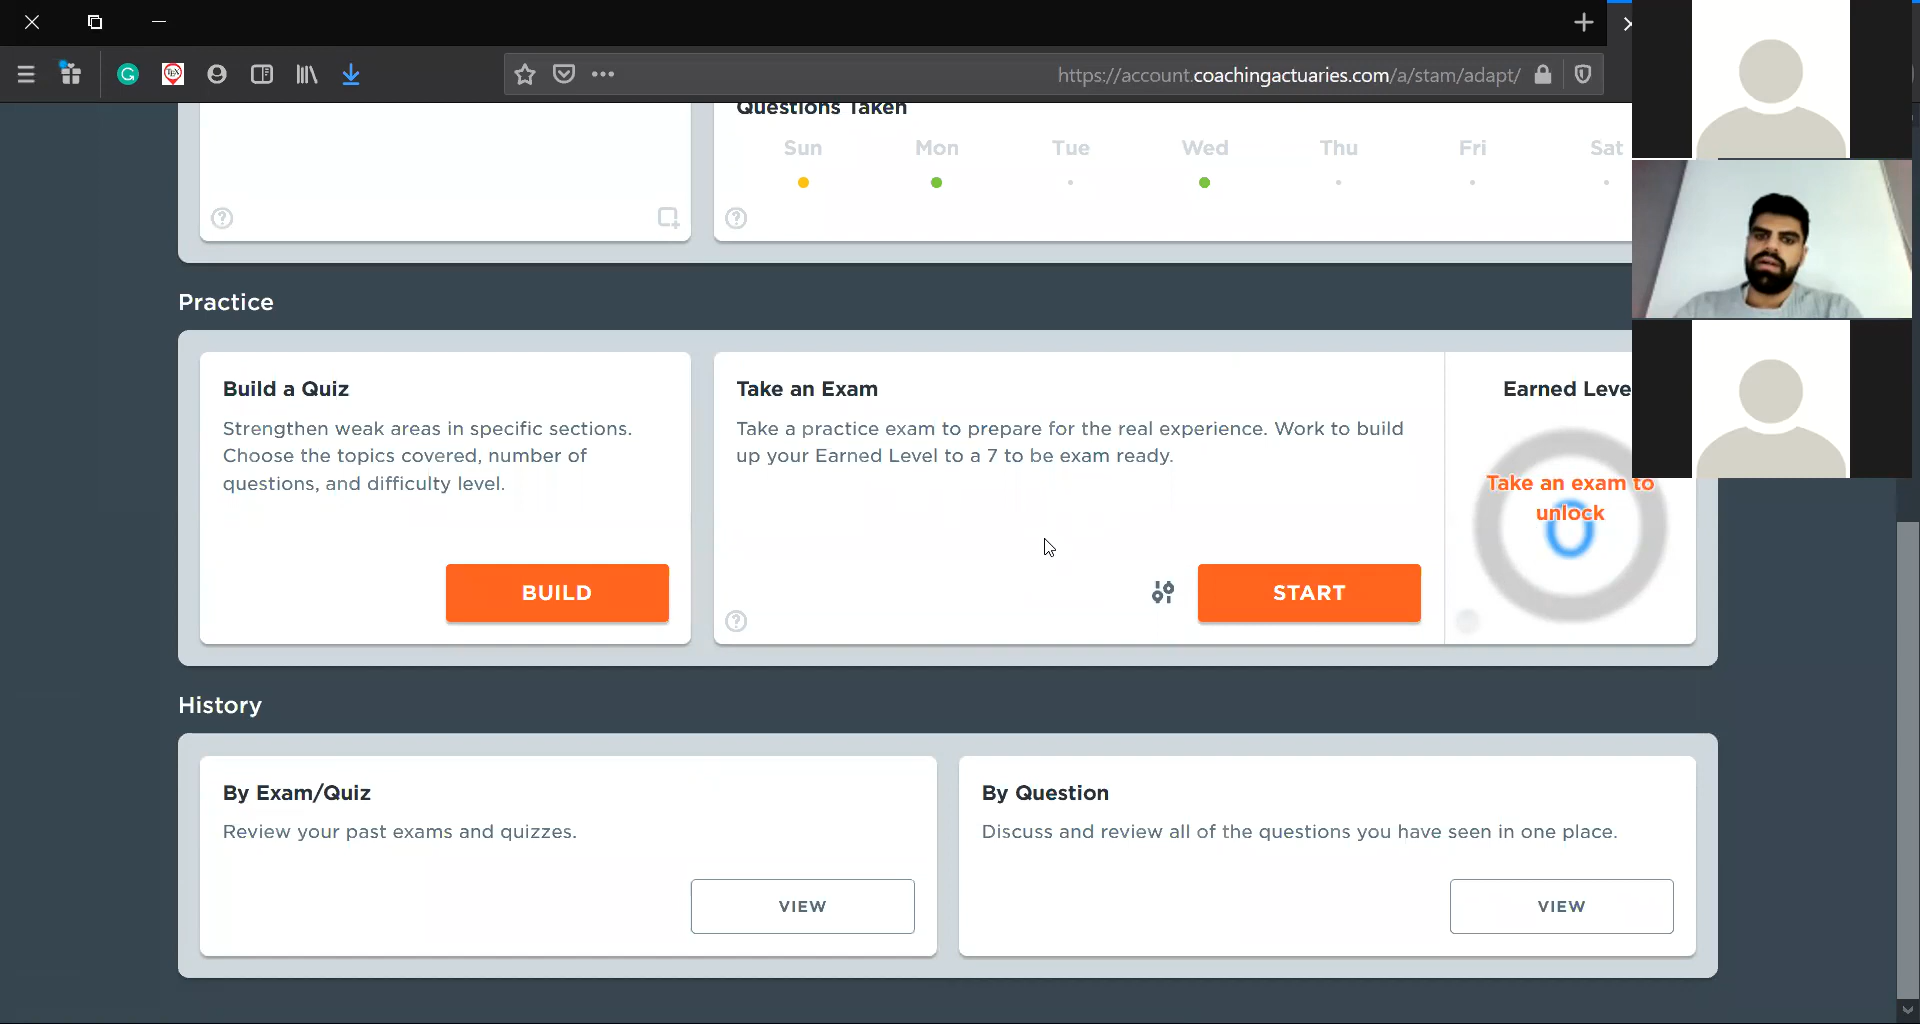 https://account.coachingactuaries.com/a/stam/adapt/
Questions Taken
Sun Mon Tue Wed Thu Fri Sat
Practice
Build a Quiz
Strengthen weak areas in specific sections.
Choose the topics covered, number of
questions, and difficulty level.
BUILD
Take an Exam
Take a practice exam to prepare for the real experience. Work to build
up your Earned Level to a 7 to be exam ready.
START
Earned Leve
Take an exam to
unlock
0
History
By Exam/Quiz
Review your past exams and quizzes.
VIEW
By Question
Discuss and review all of the questions you have seen in one place.
VIEW